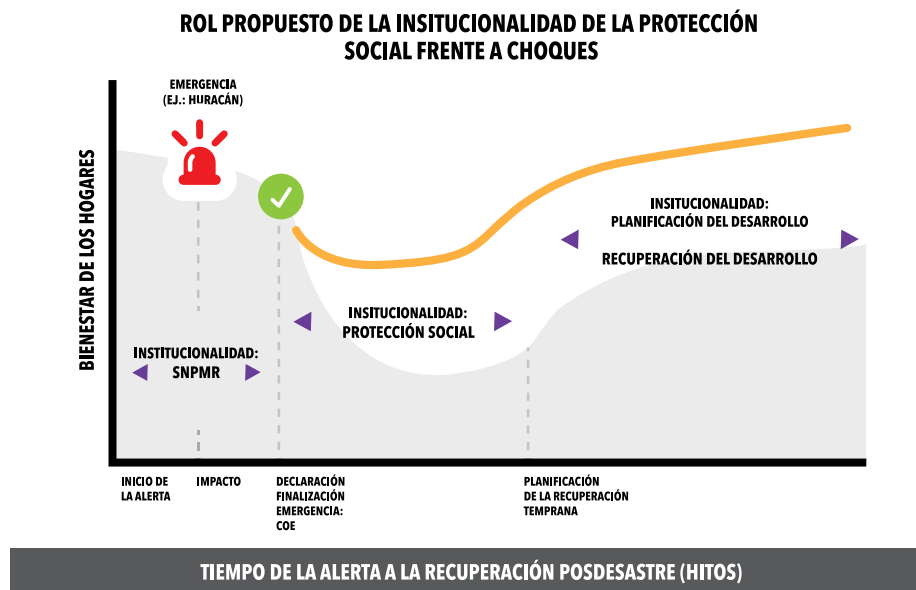 ROL PROPUESTO DE LA INSITUCIONALIDAD DE LA PROTECCIÓN
SOCIAL FRENTE A CHOQUES
EMERGENCIA
(EJ.: HURACÁN)
BIENESTAR DE LOS HOGARES
INSITUCIONALIDAD:
PLANIFICACIÓN DEL DESARROLLO
RECUPERACIÓN DEL DESARROLLO
INSITUCIONALIDAD:
PROTECCIÓN SOCIAL
INSTITUCIONALIDAD:
SNPMR
INICIO DE
LA ALERTA
IMPACTO
DECLARACIÓN
FINALIZACIÓN
EMERGENCIA:
COE
PLANIFICACIÓN
DE LA RECUPERACIÓN
TEMPRANA
TIEMPO DE LA ALERTA A LA RECUPERACIÓN POSDESASTRE (HITOS)